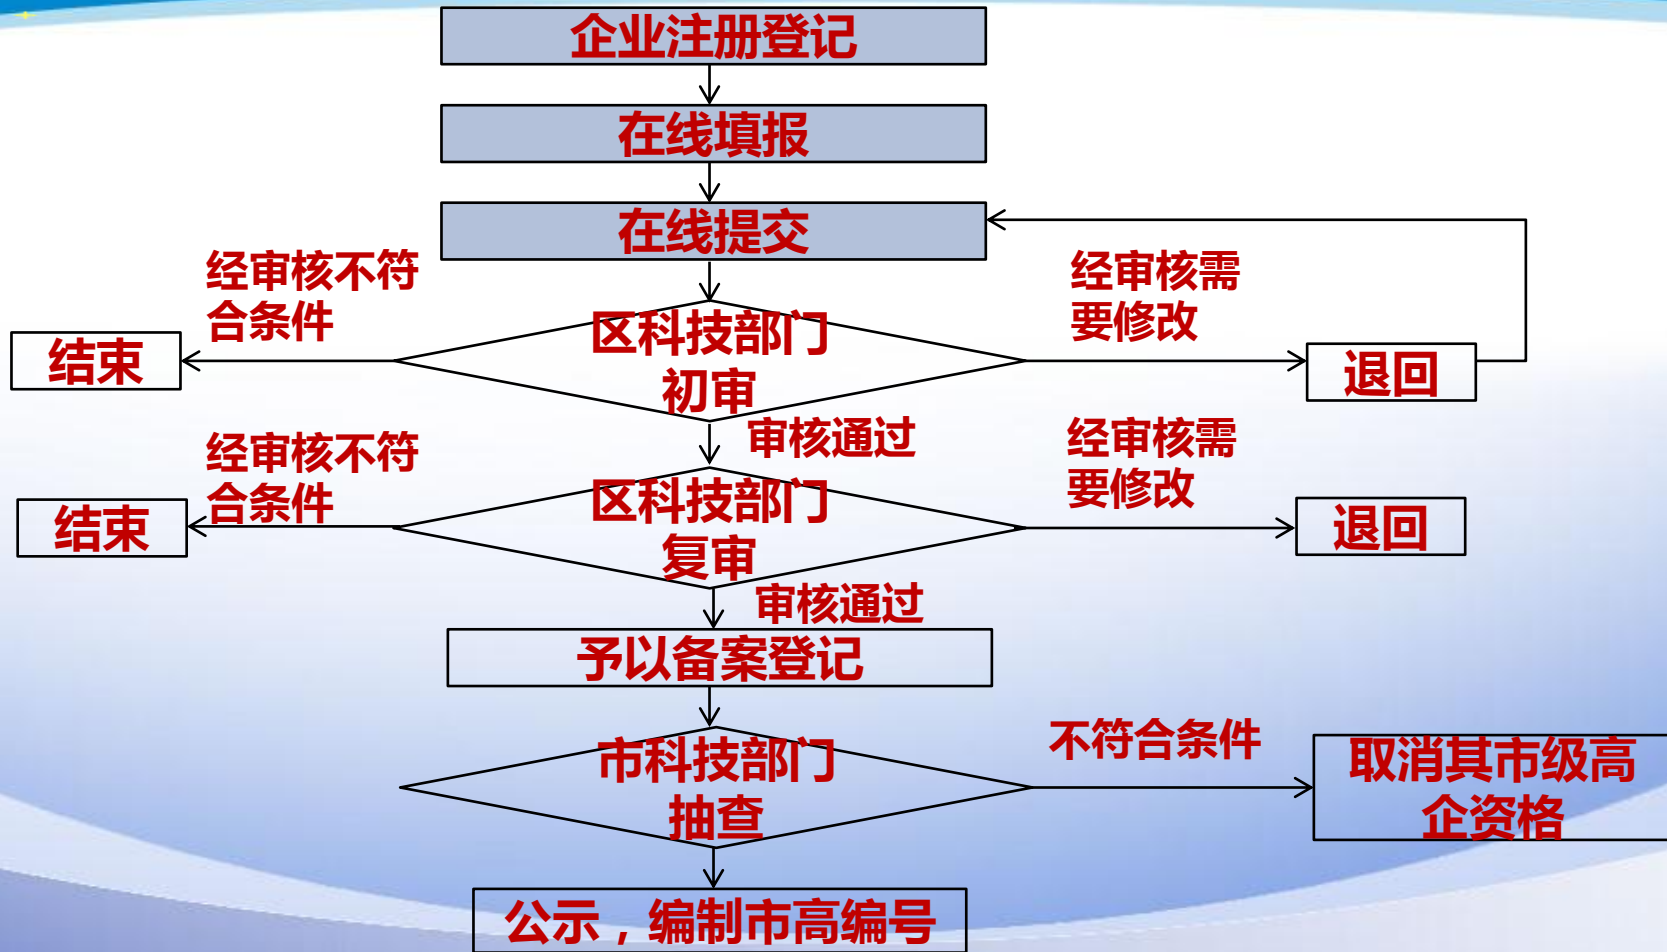 企业注册登记
在线填报
在线提交
经审核不符
合条件
经审核需
要修改
结束
区科技部门
初审
退回
审核通过
经审核不符
合条件
经审核需
要修改
结束
区科技部门
复审
退回
审核通过
予以备案登记
市科技部门
抽查
不符合条件
取消其市级高
企资格
公示，编制市高编号